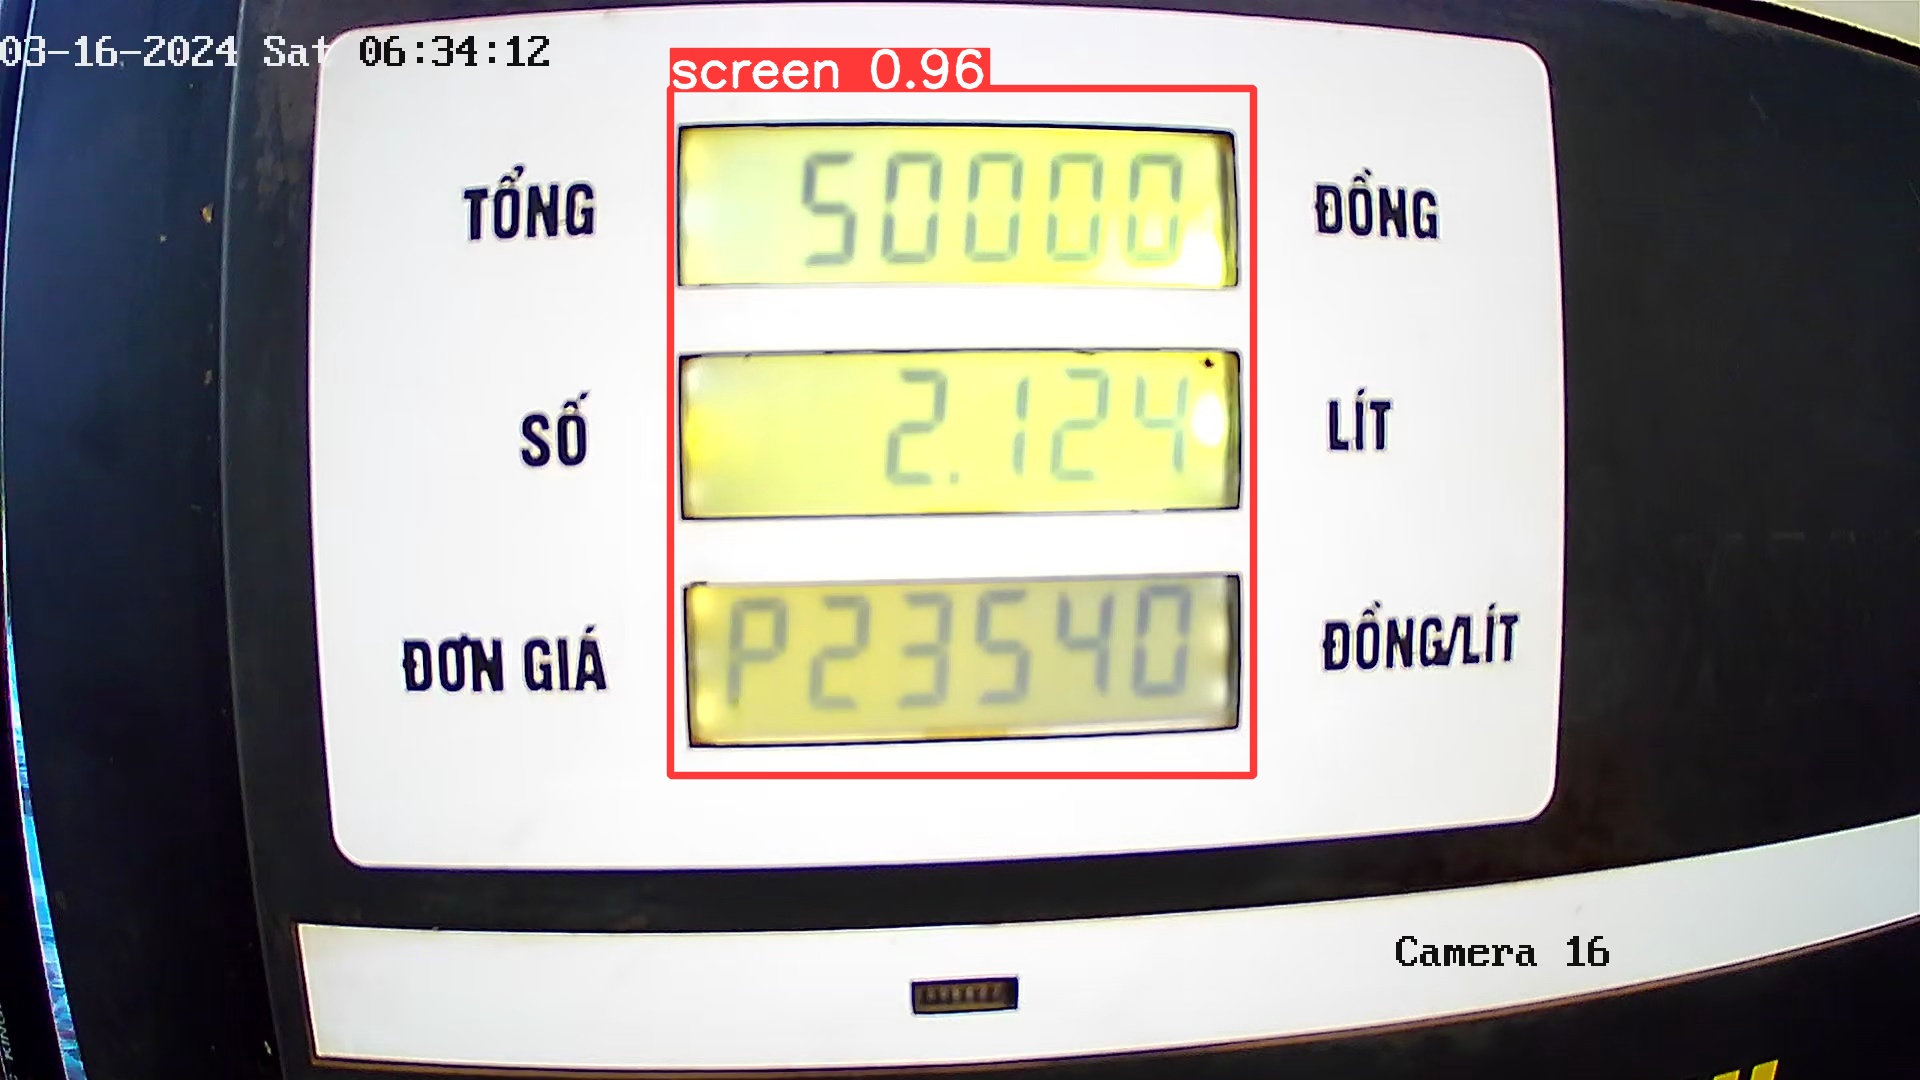 03-16-2024 Sat 06:34:12
screen 0.96
TỔNG 50000 ĐỒNG
SỐ 2.124 LÍT
ĐƠN GIÁ P23540 ĐỒNG/LÍT
Camera 16